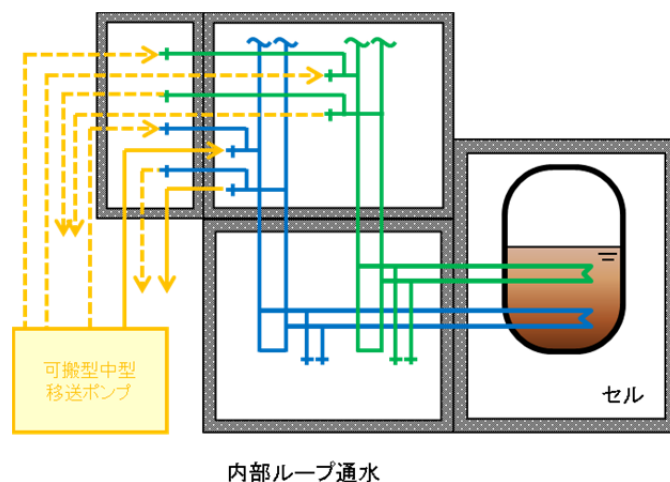 可搬型中型
移送ポンプ
セル
内部ループ通水